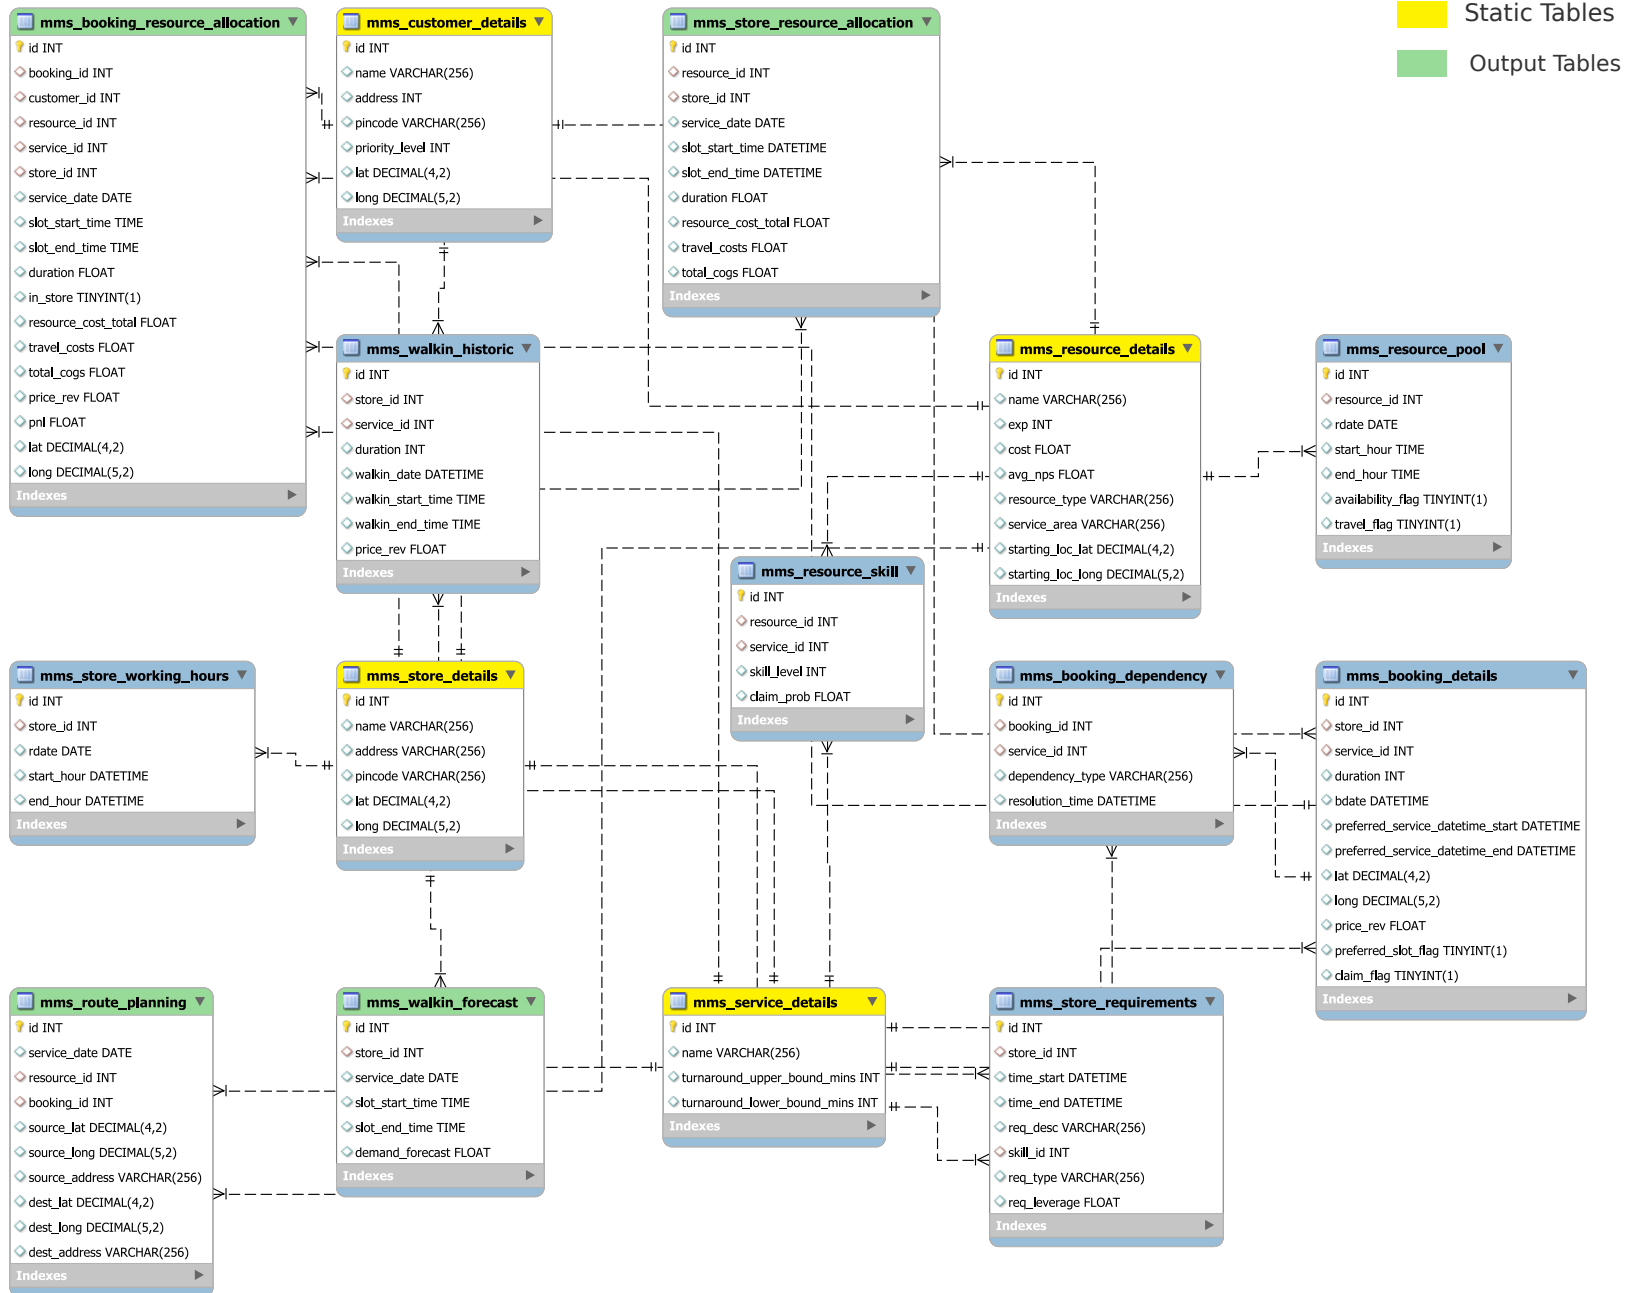 Static Tables
Output Tables
mms_booking_resource_allocation
id INT
booking_id INT
customer_id INT
resource_id INT
service_id INT
store_id INT
service_date DATE
slot_start_time TIME
slot_end_time TIME
duration FLOAT
in_store TINYINT(1)
resource_cost_total FLOAT
travel_costs FLOAT
total_cogs FLOAT
price_rev FLOAT
pnl FLOAT
lat DECIMAL(4,2)
long DECIMAL(5,2)
Indexes
mms_customer_details
id INT
name VARCHAR(256)
address INT
pincode VARCHAR(256)
priority_level INT
lat DECIMAL(4,2)
long DECIMAL(5,2)
Indexes
mms_store_resource_allocation
id INT
resource_id INT
store_id INT
service_date DATE
slot_start_time DATETIME
slot_end_time DATETIME
duration FLOAT
resource_cost_total FLOAT
travel_costs FLOAT
total_cogs FLOAT
Indexes
mms_walkin_historic
id INT
store_id INT
service_id INT
duration INT
walkin_date DATETIME
walkin_start_time TIME
walkin_end_time TIME
price_rev FLOAT
Indexes
mms_resource_details
id INT
name VARCHAR(256)
exp INT
cost FLOAT
avg_nps FLOAT
resource_type VARCHAR(256)
service_area VARCHAR(256)
starting_loc_lat DECIMAL(4,2)
starting_loc_long DECIMAL(5,2)
Indexes
mms_resource_pool
id INT
resource_id INT
rdate DATE
start_hour TIME
end_hour TIME
availability_flag TINYINT(1)
travel_flag TINYINT(1)
Indexes
mms_resource_skill
id INT
resource_id INT
service_id INT
skill_level INT
claim_prob FLOAT
Indexes
mms_store_working_hours
id INT
store_id INT
rdate DATE
start_hour DATETIME
end_hour DATETIME
Indexes
mms_store_details
id INT
name VARCHAR(256)
address VARCHAR(256)
pincode VARCHAR(256)
lat DECIMAL(4,2)
long DECIMAL(5,2)
Indexes
mms_booking_dependency
id INT
booking_id INT
service_id INT
dependency_type VARCHAR(256)
resolution_time DATETIME
Indexes
mms_booking_details
id INT
store_id INT
service_id INT
duration INT
bdate DATETIME
preferred_service_datetime_start DATETIME
preferred_service_datetime_end DATETIME
lat DECIMAL(4,2)
long DECIMAL(5,2)
price_rev FLOAT
preferred_slot_flag TINYINT(1)
claim_flag TINYINT(1)
Indexes
mms_route_planning
id INT
service_date DATE
resource_id INT
booking_id INT
source_lat DECIMAL(4,2)
source_long DECIMAL(5,2)
source_address VARCHAR(256)
dest_lat DECIMAL(4,2)
dest_long DECIMAL(5,2)
dest_address VARCHAR(256)
Indexes
mms_walkin_forecast
id INT
store_id INT
service_date DATE
slot_start_time TIME
slot_end_time TIME
demand_forecast FLOAT
Indexes
mms_service_details
id INT
name VARCHAR(256)
turnaround_upper_bound_mins INT
turnaround_lower_bound_mins INT
Indexes
mms_store_requirements
id INT
store_id INT
time_start DATETIME
time_end DATETIME
req_desc VARCHAR(256)
skill_id INT
req_type VARCHAR(256)
req_leverage FLOAT
Indexes